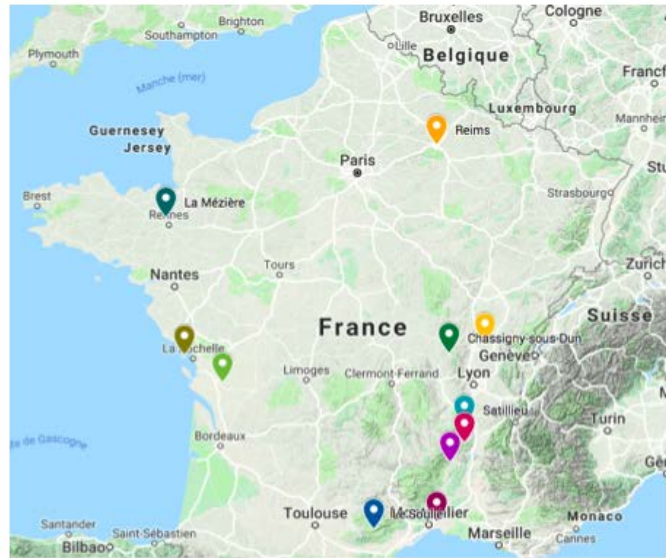 Bruxelles
Cologne
Brighton
Southampton
Plymouth
Lille
Belgique
Francf
Manche (mer)
Luxembourg
Mannheim
Guernesey
Jersey
Reims
Paris
Stu
Brest
La Mézière
Rennes
Strasbourg
Nantes
Tours
Zurich
France
Suisse
La Rochelle
Chassigny-sous-Dun
Genève
Limoges
Clermont-Ferrand
Lyon
Satillieu
Turin
te de Gascogne
Bordeaux
Gên
Toulouse
Montpellier
Monaco
Santander
Saint-Sébastien
Marseille
Cannes
Bilbao